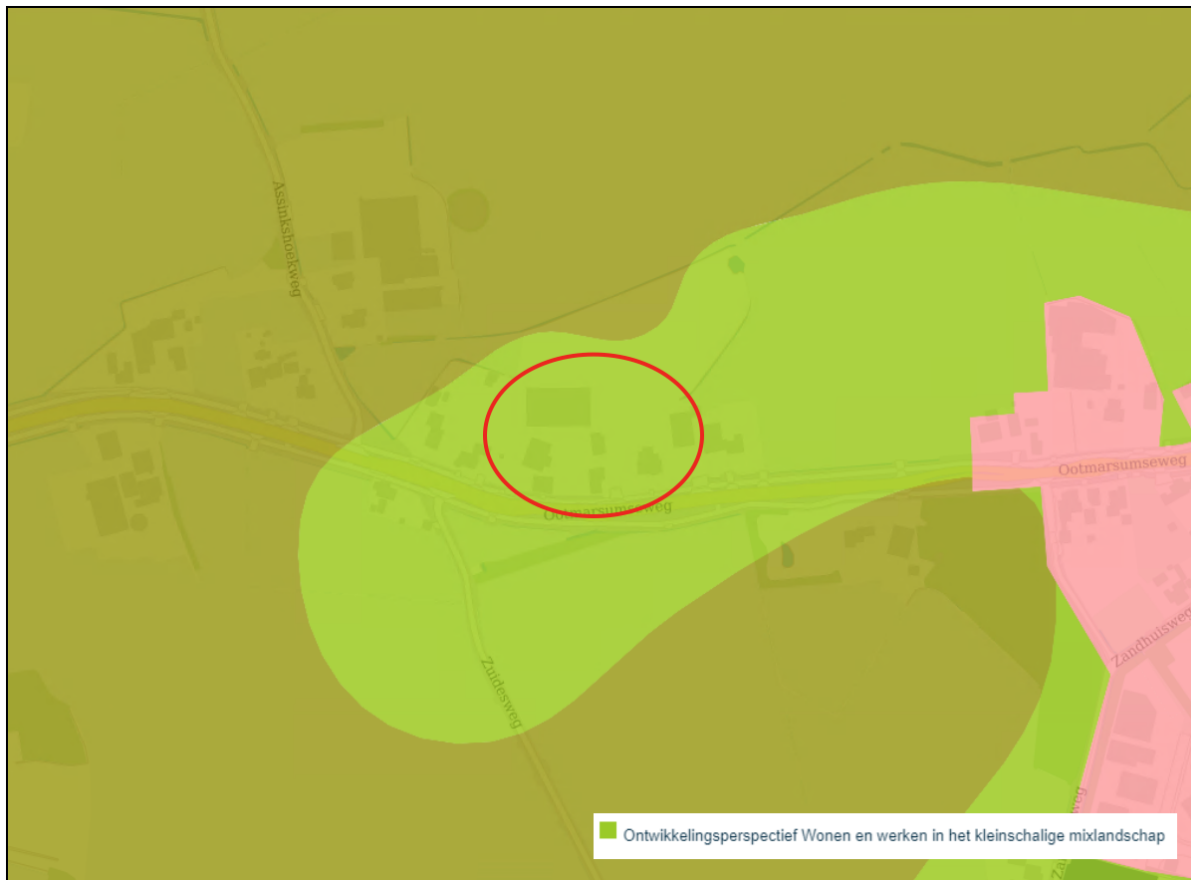 Assinkshoekweg
Ootmarsumseweg
Ootmarsumseweg
Zandhuisweg
Zuidesweg
Ontwikkelingsperspectief Wonen en werken in het kleinschalige mixlandschap